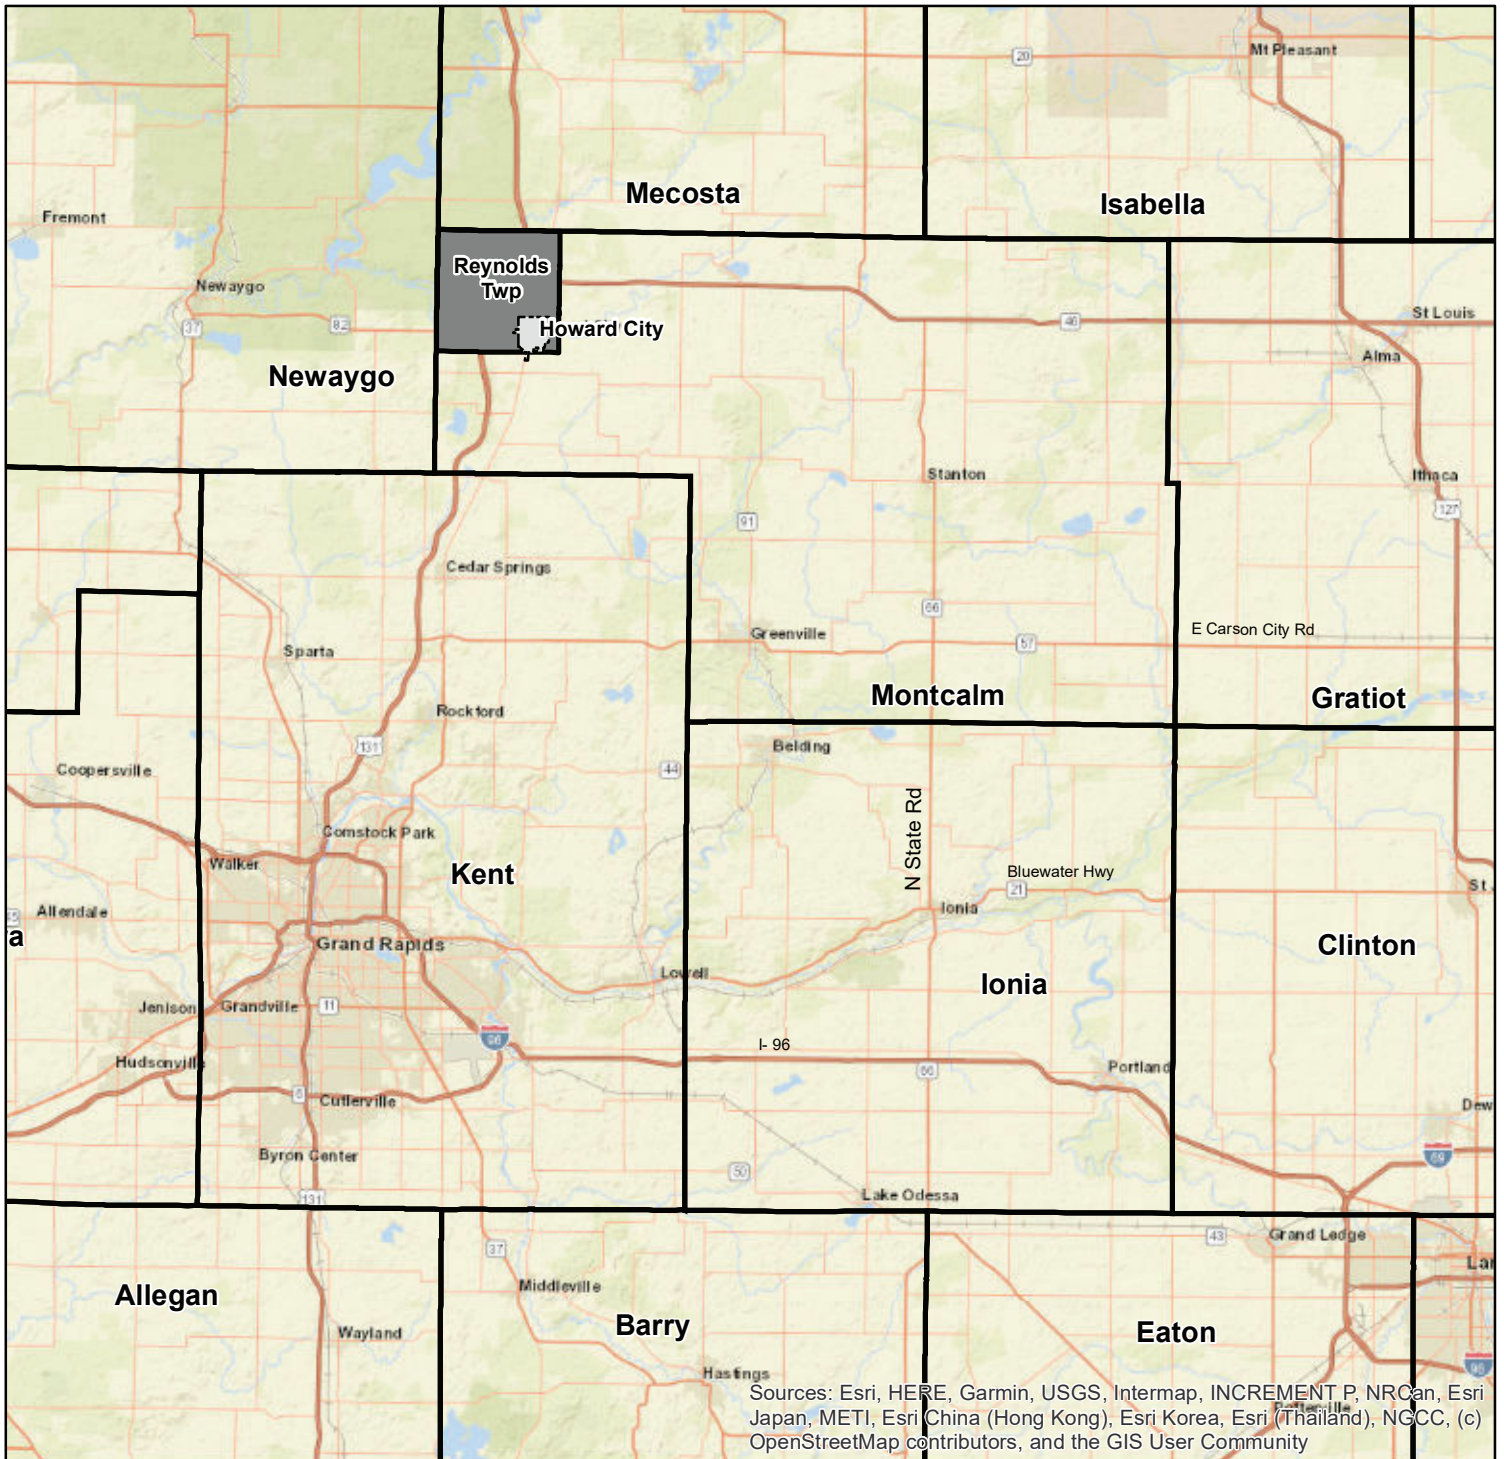 Mt Pleasant
20
Mecosta
Isabella
Fremont
Reynolds
Twp
Newaygo
37
82
Howard City
46
St Louis
Alma
Newaygo
Stanton
Ithaca
127
91
Cedar Springs
66
Greenville
57
E Carson City Rd
Sparta
Montcalm
Gratiot
Rockford
131
Belding
Coopersville
44
Comstock Park
N State Rd
Walker
Kent
Bluewater Hwy
21
St
Allendale
Ionia
a
Grand Rapids
Clinton
Lowell
Ionia
Jenison
Grandville
11
96
I- 96
Hudsonville
66
Portland
6
Cutlerville
Dew
Byron Center
69
50
131
Lake Odessa
37
43
Grand Ledge
Lan
Middleville
Allegan
Barry
Eaton
Wayland
96
Hastings
Potterville
Sources: Esri, HERE, Garmin, USGS, Intermap, INCREMENT P, NRCan, Esri
Japan, METI, Esri China (Hong Kong), Esri Korea, Esri (Thailand), NGCC, (c)
OpenStreetMap contributors, and the GIS User Community